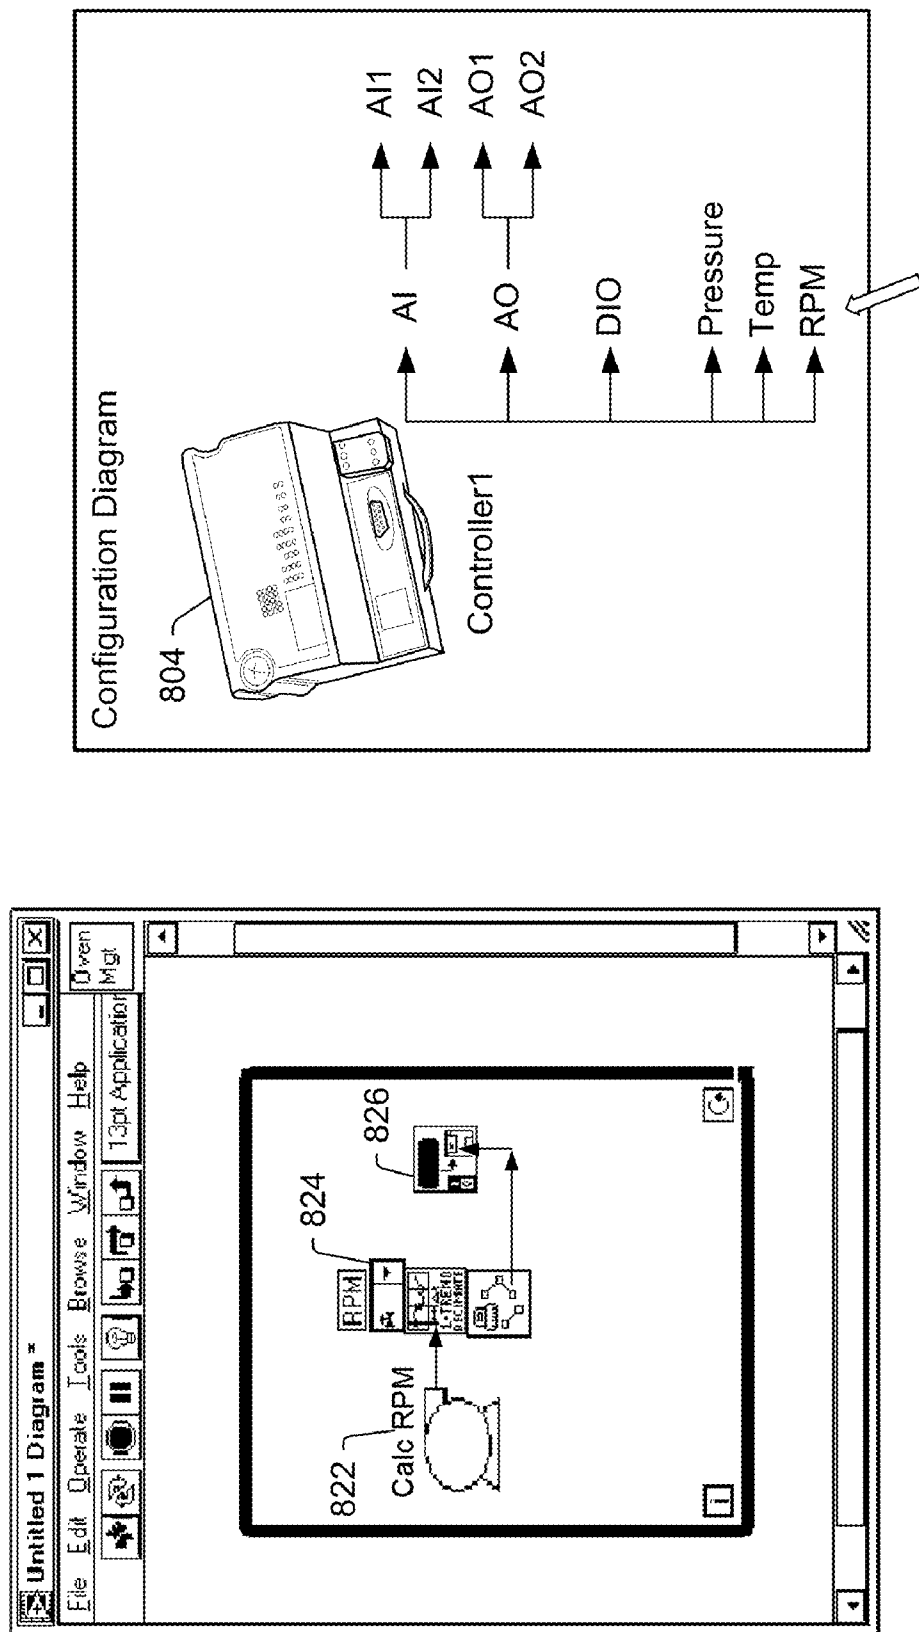 Untitled 1 Diagram *
File Edit Operate Tools Browse Window Help
13pt Application
Oven
Mgt
822
Calc RPM
824
RPM
826
i
Configuration Diagram
804
Controller1
AI
AI1
AI2
AO
AO1
AO2
DIO
Pressure
Temp
RPM